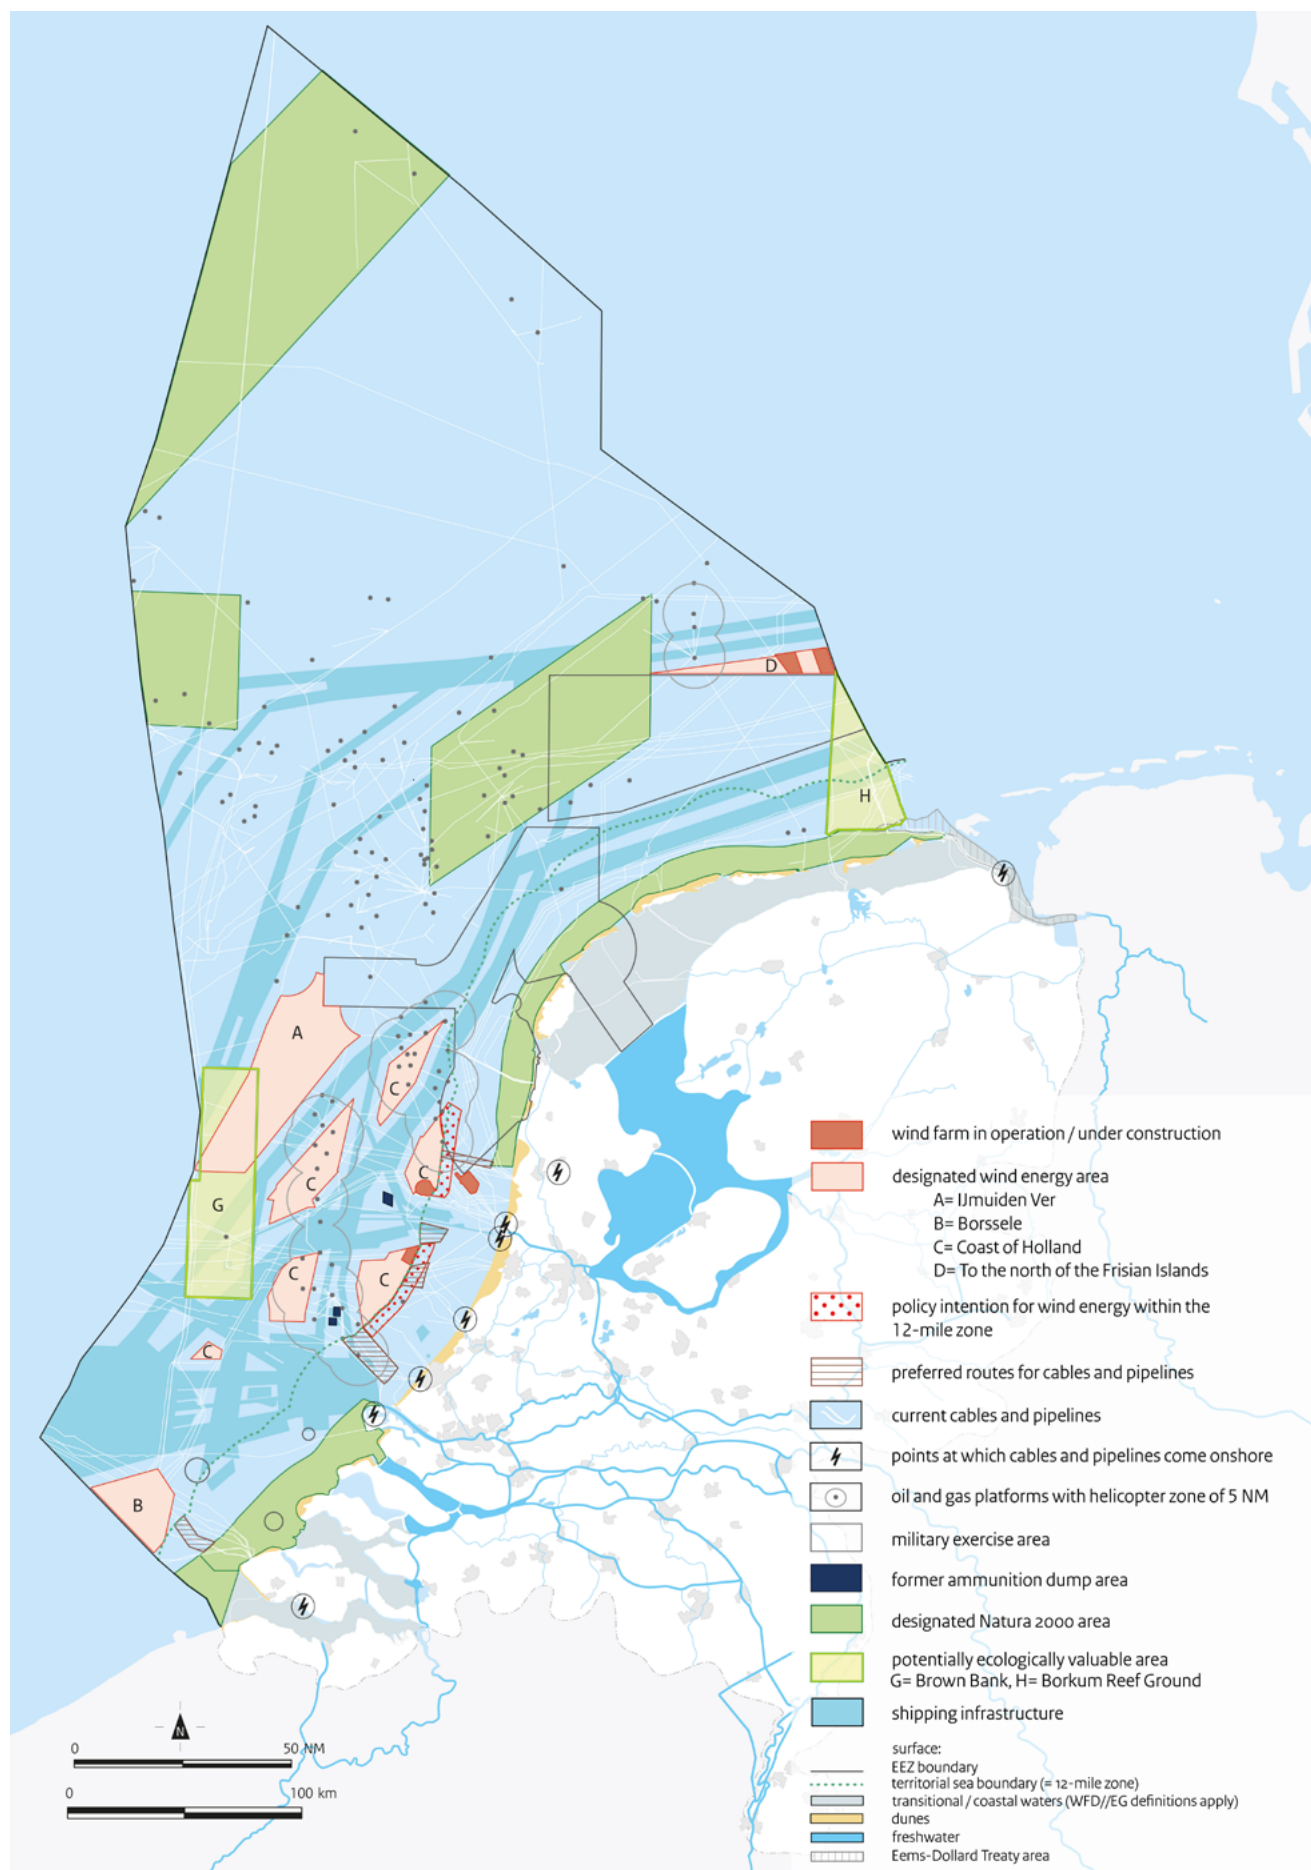 D
H
A
C
C
C
G
C
C
C
B
wind farm in operation / under construction
designated wind energy area
A= IJmuiden Ver
B= Borssele
C= Coast of Holland
D= To the north of the Frisian Islands
policy intention for wind energy within the
12-mile zone
preferred routes for cables and pipelines
current cables and pipelines
points at which cables and pipelines come onshore
oil and gas platforms with helicopter zone of 5 NM
military exercise area
former ammunition dump area
designated Natura 2000 area
potentially ecologically valuable area
G= Brown Bank, H= Borkum Reef Ground
shipping infrastructure
surface:
EEZ boundary
territorial sea boundary (= 12-mile zone)
transitional / coastal waters (WFD//EG definitions apply)
dunes
freshwater
Eems-Dollard Treaty area
N
0 50 NM
0 100 km